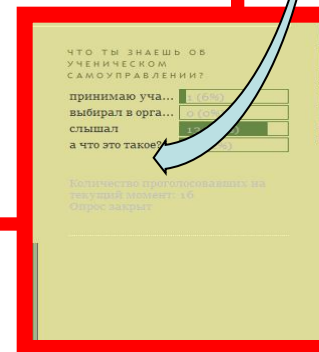 ЧТО ТЫ ЗНАЕШЬ ОБ
УЧЕНИЧЕСКОМ
САМОУПРАВЛЕНИИ?
принимаю уча... 1 (6%)
выбирал в орга... 0 (0%)
слышал
а что это такое?
Количество проголосовавших на
текущий момент: 16
Опрос закрыт